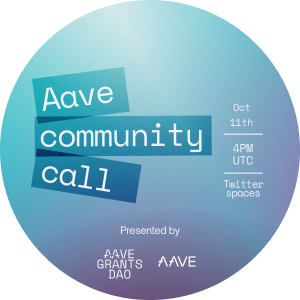 Aave
community
call
Oct
11th
4PM
UTC
Twitter
spaces
Presented by
AAVE
GRANTS
DAO
AAVE